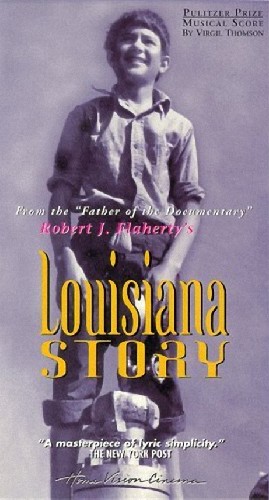 PULITZER PRIZE
MUSICAL SCORE
BY VIRGIL THOMSON
From the "Father of the Documentary"
Robert J. Flaherty's
Louisiana
STORY
"A masterpiece of lyric simplicity."
THE NEW YORK POST
Home Vision Cinema